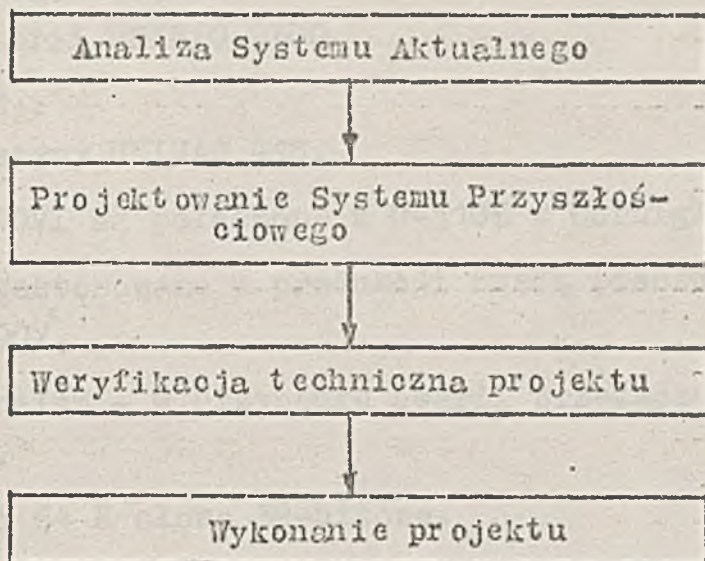 Analiza Systemu Aktualnego
Projektowanie Systemu Przyszłoś-
ciowego
Weryfikacja techniczna projektu
Wykonanie projektu